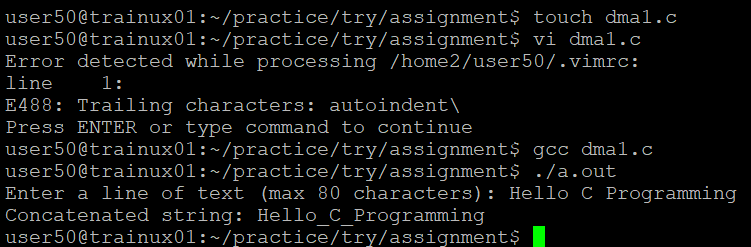 user50@trainux01:~/practice/try/assignment$ touch dma1.c
user50@trainux01:~/practice/try/assignment$ vi dma1.c
Error detected while processing /home2/user50/.vimrc:
line    1:
E488: Trailing characters: autoindent\
Press ENTER or type command to continue
user50@trainux01:~/practice/try/assignment$ gcc dma1.c
user50@trainux01:~/practice/try/assignment$ ./a.out
Enter a line of text (max 80 characters): Hello C Programming
Concatenated string: Hello_C_Programming
user50@trainux01:~/practice/try/assignment$